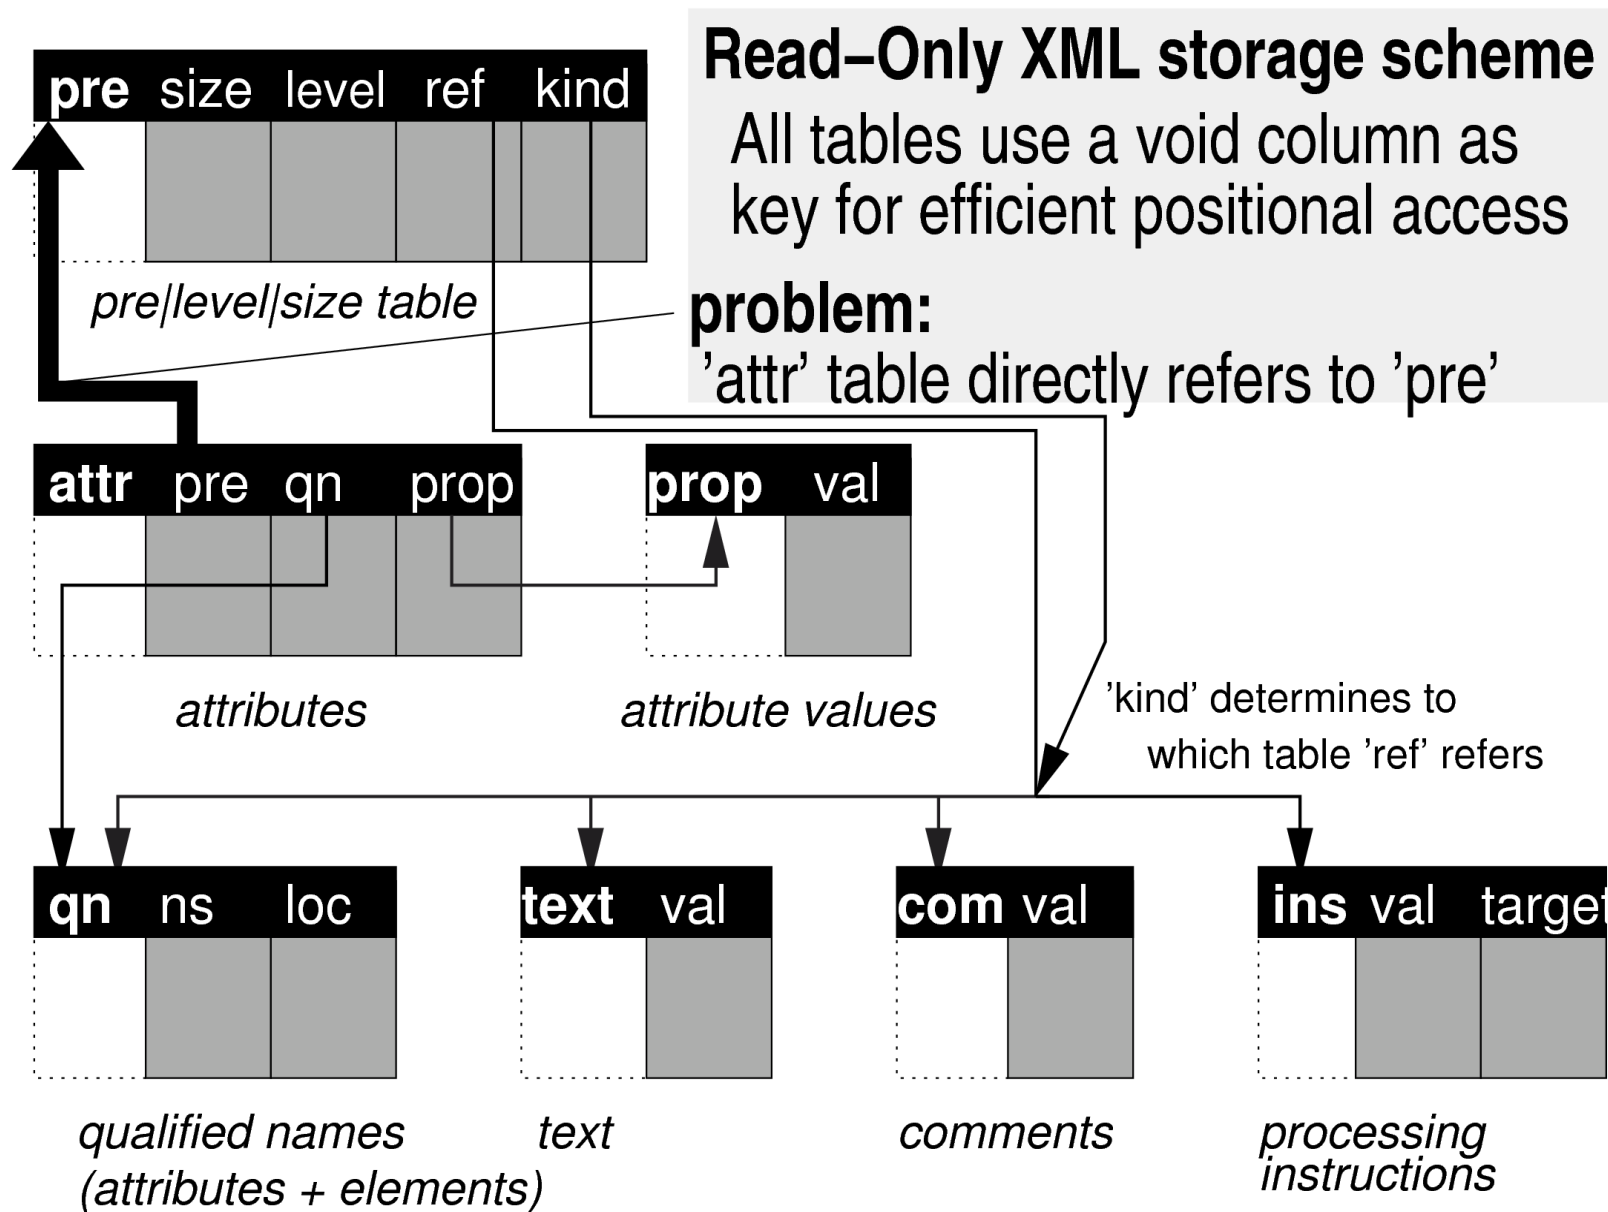 Read–Only XML storage scheme
All tables use a void column as
key for efficient positional access
problem:
’attr’ table directly refers to ’pre’
pre size level ref kind
pre|level|size table
attr pre qn prop
attributes
prop val
attribute values
’kind’ determines to
which table ’ref’ refers
qn ns loc
qualified names
(attributes + elements)
text val
text
com val
comments
ins val target
processing
instructions